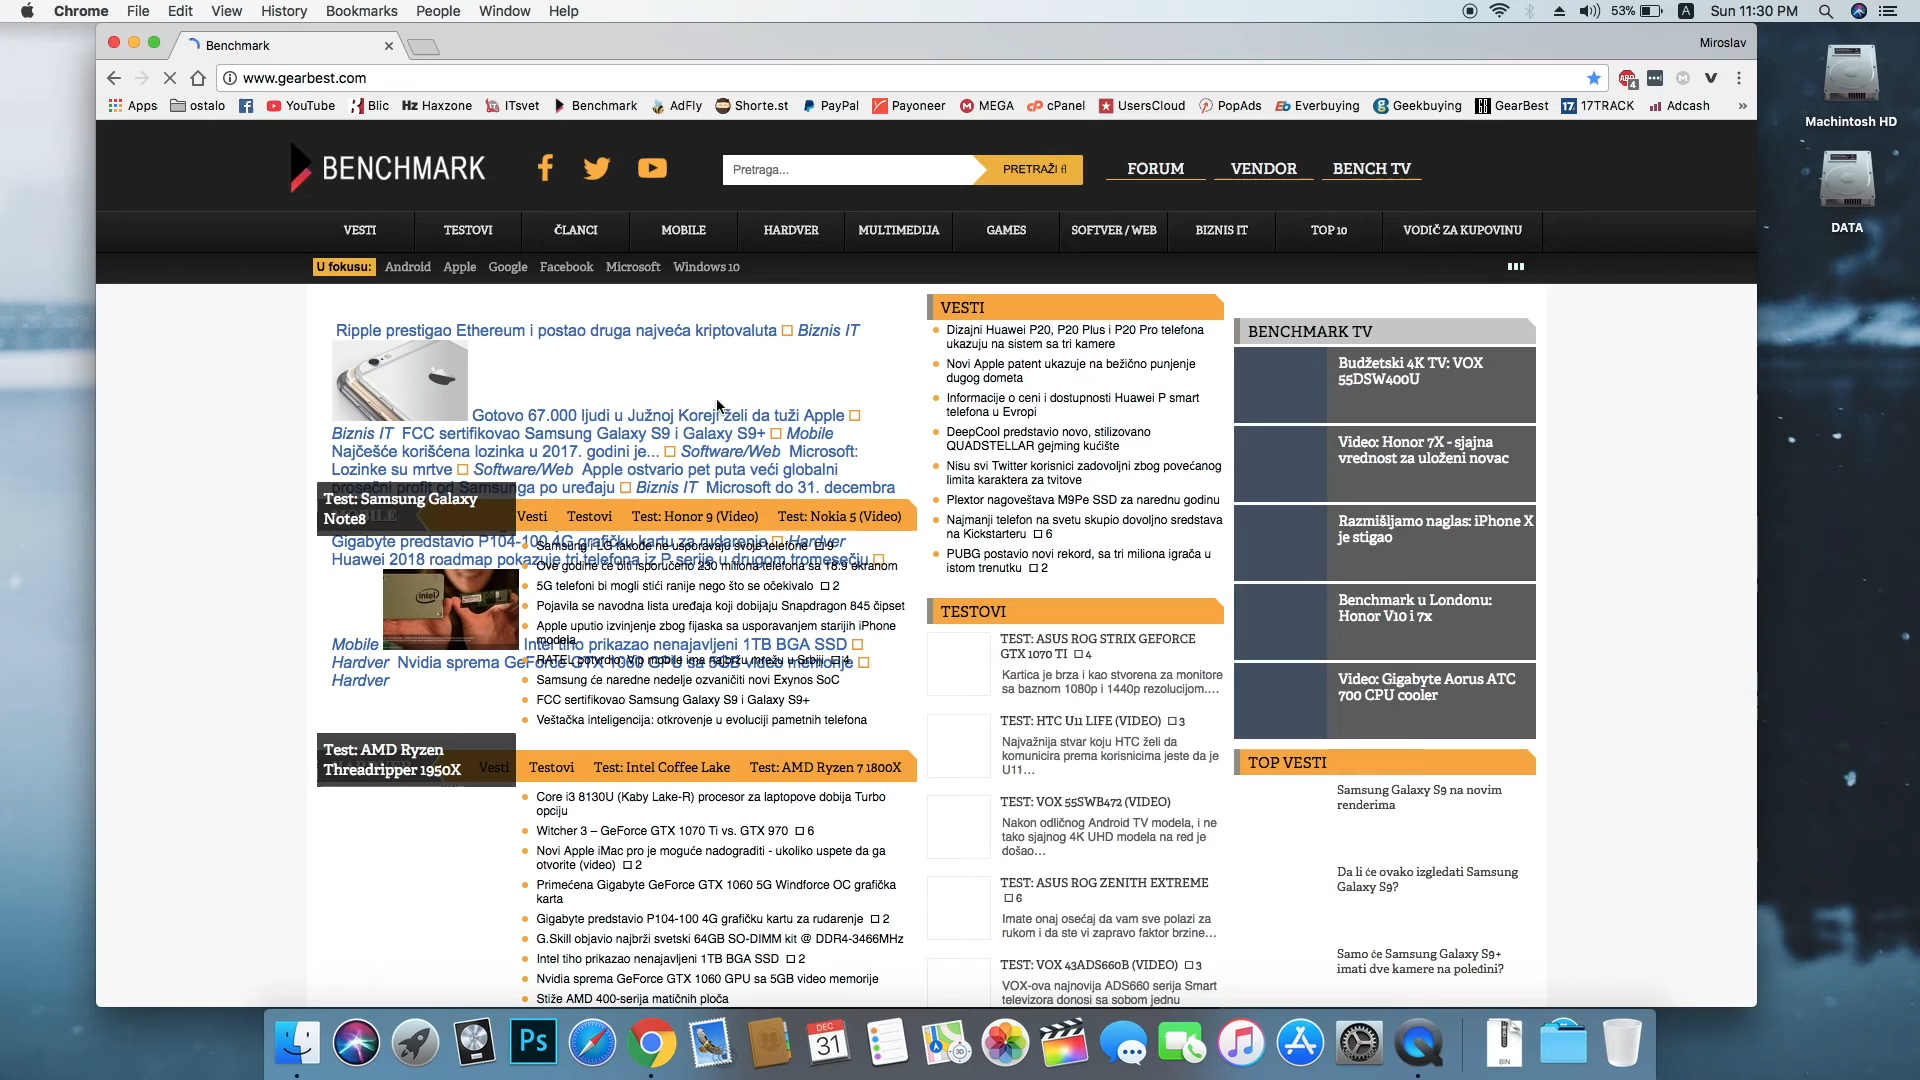 Chrome File Edit View History Bookmarks People Window Help
53% A Sun 11:30 PM
Benchmark
Miroslav
www.gearbest.com
Apps ostalo YouTube Blic Hz Haxzone ITsvet Benchmark AdFly Shorte.st PayPal Payoneer MEGA cPanel UsersCloud PopAds Everbuying Geekbuying GearBest 17 17TRACK Adcash »
Machintosh HD
DATA
BENCHMARK
Pretraga...
PRETRAŽI fl
FORUM VENDOR BENCH TV
VESTI TESTOVI ČLANCI MOBILE HARDVER MULTIMEDIJA GAMES SOFTVER / WEB BIZNIS IT TOP 10 VODIČ ZA KUPOVINU
U fokusu: Android Apple Google Facebook Microsoft Windows 10
Ripple prestigao Ethereum i postao druga najveća kriptovaluta Biznis IT
Gotovo 67.000 ljudi u Južnoj Koreji želi da tuži Apple
Biznis IT FCC sertifikovao Samsung Galaxy S9 i Galaxy S9+ Mobile
Najčešće korišćena lozinka u 2017. godini je... Software/Web Microsoft:
Lozinke su mrtve Software/Web Apple ostvario pet puta veći globalni
prosečni profit od Samsunga po uređaju Biznis IT Microsoft do 31. decembra
Test: Samsung Galaxy
Note8
MOBILE
Vesti Testovi Test: Honor 9 (Video) Test: Nokia 5 (Video)
Gigabyte predstavio P104-100 4G grafičku kartu za rudarenje Hardver
Samsung i LG takođe ne usporavaju svoje telefone 9
Huawei 2018 roadmap pokazuje tri telefona iz P serije u drugom tromesečju
Ove godine će biti isporučeno 230 miliona telefona sa 18:9 ekranom
5G telefoni bi mogli stići ranije nego što se očekivalo 2
Pojavila se navodna lista uređaja koji dobijaju Snapdragon 845 čipset
Apple uputio izvinjenje zbog fijaska sa usporavanjem starijih iPhone
modela
intel
Mobile Intel tiho prikazao nenajavljeni 1TB BGA SSD
RATEL potvrdio: Vip mobile ima najbržu mrežu u Srbiji 4
Hardver Nvidia sprema GeForce GTX 1060 GPU sa 5GB video memorije
Hardver
Samsung će naredne nedelje ozvaničiti novi Exynos SoC
FCC sertifikovao Samsung Galaxy S9 i Galaxy S9+
Veštačka inteligencija: otkrovenje u evoluciji pametnih telefona
Test: AMD Ryzen
Threadripper 1950X
Vesti Testovi Test: Intel Coffee Lake Test: AMD Ryzen 7 1800X
Core i3 8130U (Kaby Lake-R) procesor za laptopove dobija Turbo
opciju
Witcher 3 – GeForce GTX 1070 Ti vs. GTX 970 6
Novi Apple iMac pro je moguće nadograditi - ukoliko uspete da ga
otvorite (video) 2
Primećena Gigabyte GeForce GTX 1060 5G Windforce OC grafička
karta
Gigabyte predstavio P104-100 4G grafičku kartu za rudarenje 2
G.Skill objavio najbrži svetski 64GB SO-DIMM kit @ DDR4-3466MHz
Intel tiho prikazao nenajavljeni 1TB BGA SSD 2
Nvidia sprema GeForce GTX 1060 GPU sa 5GB video memorije
Stiže AMD 400-serija matičnih ploča
VESTI
Dizajni Huawei P20, P20 Plus i P20 Pro telefona
ukazuju na sistem sa tri kamere
Novi Apple patent ukazuje na bežično punjenje
dugog dometa
Informacije o ceni i dostupnosti Huawei P smart
telefona u Evropi
DeepCool predstavio novo, stilizovano
QUADSTELLAR gejming kućište
Nisu svi Twitter korisnici zadovoljni zbog povećanog
limita karaktera za tvitove
Plextor nagoveštava M9Pe SSD za narednu godinu
Najmanji telefon na svetu skupio dovoljno sredstava
na Kickstarteru 6
PUBG postavio novi rekord, sa tri miliona igrača u
istom trenutku 2
TESTOVI
TEST: ASUS ROG STRIX GEFORCE
GTX 1070 TI 4
Kartica je brza i kao stvorena za monitore
sa baznom 1080p i 1440p rezolucijom....
TEST: HTC U11 LIFE (VIDEO) 3
Najvažnija stvar koju HTC želi da
komunicira prema korisnicima jeste da je
U11...
TEST: VOX 55SWB472 (VIDEO)
Nakon odličnog Android TV modela, i ne
tako sjajnog 4K UHD modela na red je
došao...
TEST: ASUS ROG ZENITH EXTREME
6
Imate onaj osećaj da vam sve polazi za
rukom i da ste vi zapravo faktor brzine...
TEST: VOX 43ADS660B (VIDEO) 3
VOX-ova najnovija ADS660 serija Smart
televizora donosi sa sobom jednu
BENCHMARK TV
Budžetski 4K TV: VOX
55DSW400U
Video: Honor 7X - sjajna
vrednost za uloženi novac
Razmišljamo naglas: iPhone X
je stigao
Benchmark u Londonu:
Honor V10 i 7x
Video: Gigabyte Aorus ATC
700 CPU cooler
TOP VESTI
Samsung Galaxy S9 na novim
renderima
Da li će ovako izgledati Samsung
Galaxy S9?
Samo će Samsung Galaxy S9+
imati dve kamere na poleđini?
Ps
DEC
31
3D
BIN